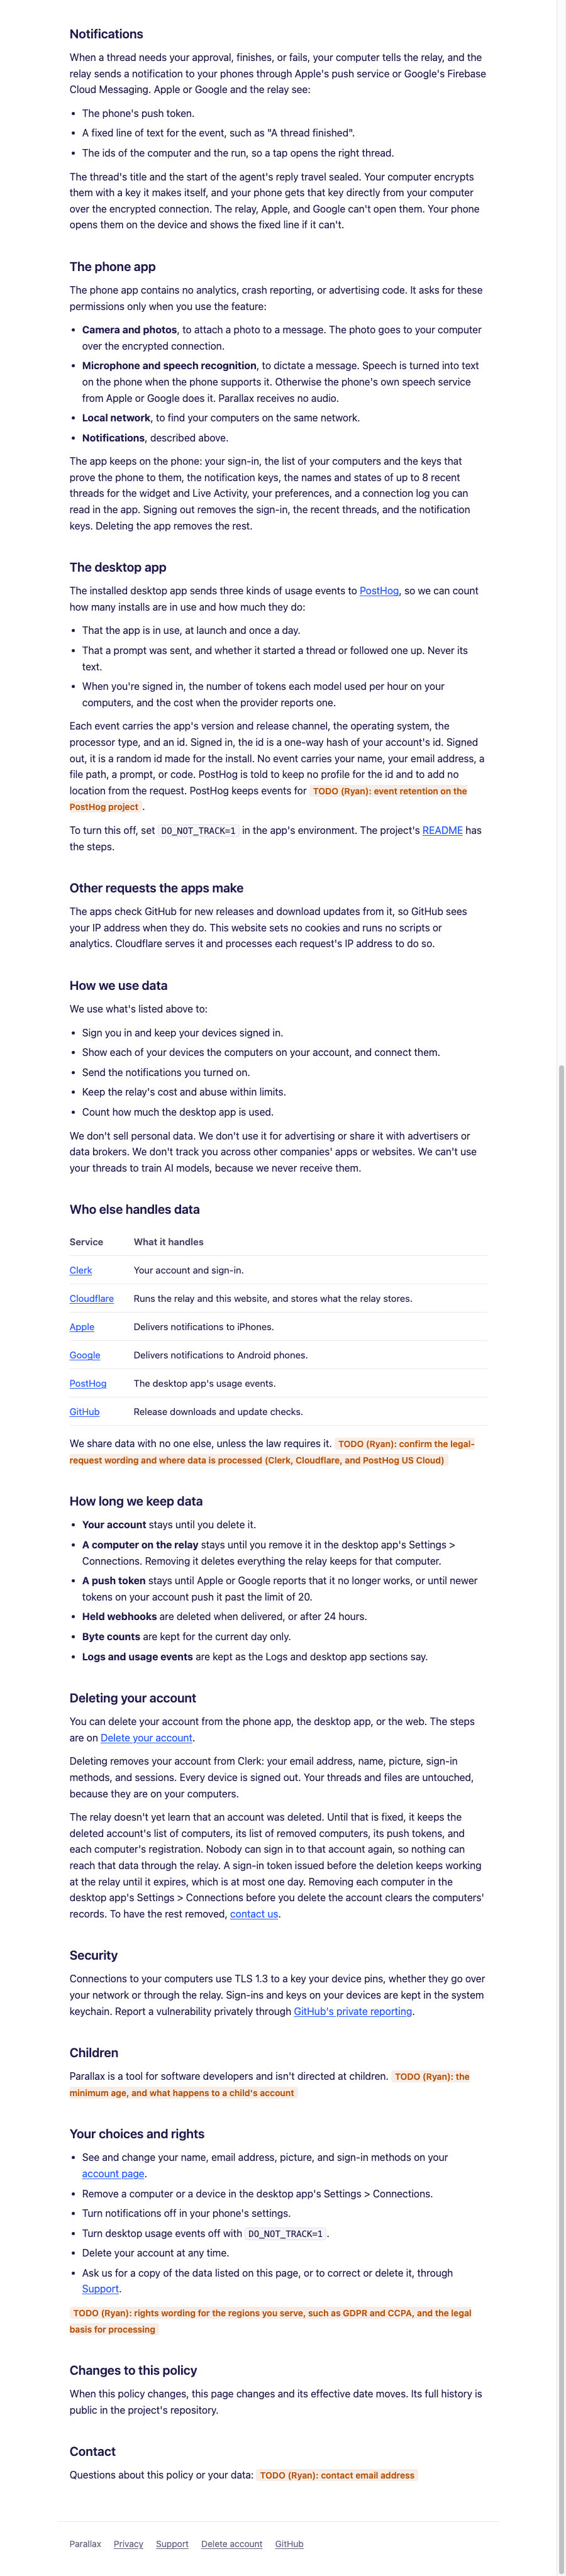 Notifications
When a thread needs your approval, finishes, or fails, your computer tells the relay, and the
relay sends a notification to your phones through Apple's push service or Google's Firebase
Cloud Messaging. Apple or Google and the relay see:
• The phone's push token.
• A fixed line of text for the event, such as "A thread finished".
• The ids of the computer and the run, so a tap opens the right thread.
The thread's title and the start of the agent's reply travel sealed. Your computer encrypts
them with a key it makes itself, and your phone gets that key directly from your computer
over the encrypted connection. The relay, Apple, and Google can't open them. Your phone
opens them on the device and shows the fixed line if it can't.
The phone app
The phone app contains no analytics, crash reporting, or advertising code. It asks for these
permissions only when you use the feature:
• Camera and photos, to attach a photo to a message. The photo goes to your computer
over the encrypted connection.
• Microphone and speech recognition, to dictate a message. Speech is turned into text
on the phone when the phone supports it. Otherwise the phone's own speech service
from Apple or Google does it. Parallax receives no audio.
• Local network, to find your computers on the same network.
• Notifications, described above.
The app keeps on the phone: your sign-in, the list of your computers and the keys that
prove the phone to them, the notification keys, the names and states of up to 8 recent
threads for the widget and Live Activity, your preferences, and a connection log you can
read in the app. Signing out removes the sign-in, the recent threads, and the notification
keys. Deleting the app removes the rest.
The desktop app
The installed desktop app sends three kinds of usage events to PostHog, so we can count
how many installs are in use and how much they do:
• That the app is in use, at launch and once a day.
• That a prompt was sent, and whether it started a thread or followed one up. Never its
text.
• When you're signed in, the number of tokens each model used per hour on your
computers, and the cost when the provider reports one.
Each event carries the app's version and release channel, the operating system, the
processor type, and an id. Signed in, the id is a one-way hash of your account's id. Signed
out, it is a random id made for the install. No event carries your name, your email address, a
file path, a prompt, or code. PostHog is told to keep no profile for the id and to add no
location from the request. PostHog keeps events for TODO (Ryan): event retention on the
PostHog project .
To turn this off, set DO_NOT_TRACK=1 in the app's environment. The project's README has
the steps.
Other requests the apps make
The apps check GitHub for new releases and download updates from it, so GitHub sees
your IP address when they do. This website sets no cookies and runs no scripts or
analytics. Cloudflare serves it and processes each request's IP address to do so.
How we use data
We use what's listed above to:
• Sign you in and keep your devices signed in.
• Show each of your devices the computers on your account, and connect them.
• Send the notifications you turned on.
• Keep the relay's cost and abuse within limits.
• Count how much the desktop app is used.
We don't sell personal data. We don't use it for advertising or share it with advertisers or
data brokers. We don't track you across other companies' apps or websites. We can't use
your threads to train AI models, because we never receive them.
Who else handles data
Service What it handles
Clerk Your account and sign-in.
Cloudflare Runs the relay and this website, and stores what the relay stores.
Apple Delivers notifications to iPhones.
Google Delivers notifications to Android phones.
PostHog The desktop app's usage events.
GitHub Release downloads and update checks.
We share data with no one else, unless the law requires it. TODO (Ryan): confirm the legal-
request wording and where data is processed (Clerk, Cloudflare, and PostHog US Cloud)
How long we keep data
• Your account stays until you delete it.
• A computer on the relay stays until you remove it in the desktop app's Settings >
Connections. Removing it deletes everything the relay keeps for that computer.
• A push token stays until Apple or Google reports that it no longer works, or until newer
tokens on your account push it past the limit of 20.
• Held webhooks are deleted when delivered, or after 24 hours.
• Byte counts are kept for the current day only.
• Logs and usage events are kept as the Logs and desktop app sections say.
Deleting your account
You can delete your account from the phone app, the desktop app, or the web. The steps
are on Delete your account.
Deleting removes your account from Clerk: your email address, name, picture, sign-in
methods, and sessions. Every device is signed out. Your threads and files are untouched,
because they are on your computers.
The relay doesn't yet learn that an account was deleted. Until that is fixed, it keeps the
deleted account's list of computers, its list of removed computers, its push tokens, and
each computer's registration. Nobody can sign in to that account again, so nothing can
reach that data through the relay. A sign-in token issued before the deletion keeps working
at the relay until it expires, which is at most one day. Removing each computer in the
desktop app's Settings > Connections before you delete the account clears the computers'
records. To have the rest removed, contact us.
Security
Connections to your computers use TLS 1.3 to a key your device pins, whether they go over
your network or through the relay. Sign-ins and keys on your devices are kept in the system
keychain. Report a vulnerability privately through GitHub's private reporting.
Children
Parallax is a tool for software developers and isn't directed at children. TODO (Ryan): the
minimum age, and what happens to a child's account
Your choices and rights
• See and change your name, email address, picture, and sign-in methods on your
account page.
• Remove a computer or a device in the desktop app's Settings > Connections.
• Turn notifications off in your phone's settings.
• Turn desktop usage events off with DO_NOT_TRACK=1 .
• Delete your account at any time.
• Ask us for a copy of the data listed on this page, or to correct or delete it, through
Support.
TODO (Ryan): rights wording for the regions you serve, such as GDPR and CCPA, and the legal
basis for processing
Changes to this policy
When this policy changes, this page changes and its effective date moves. Its full history is
public in the project's repository.
Contact
Questions about this policy or your data: TODO (Ryan): contact email address
Parallax Privacy Support Delete account GitHub